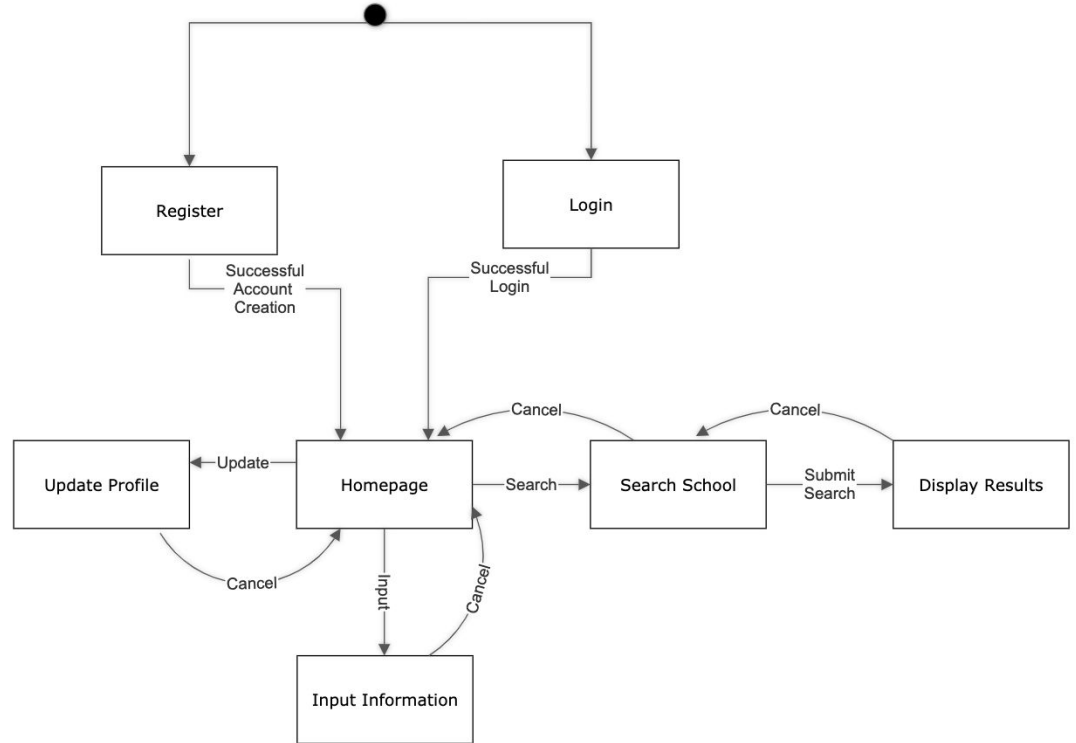 Register
Login
Successful
Account
Creation
Successful
Login
Cancel
Cancel
Update Profile
Update
Homepage
Search
Search School
Submit
Search
Display Results
Cancel
Input
Cancel
Input Information